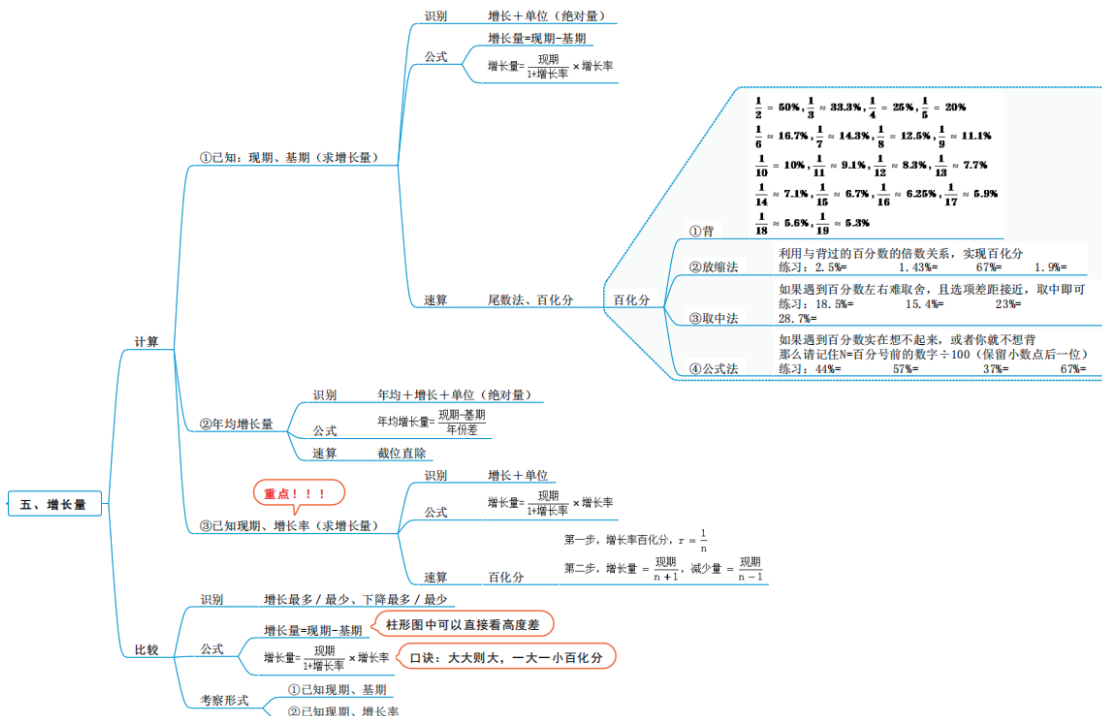 五、增长量
计算
①已知：现期、基期（求增长量）
识别 增长＋单位（绝对量）
公式
增长量=现期-基期
增长量=现期/(1+增长率)×增长率
速算 尾数法、百化分
百化分
①背
1/2 = 50%,1/3 ≈ 33.3%,1/4 = 25%,1/5 = 20%
1/6 ≈ 16.7%,1/7 ≈ 14.3%,1/8 = 12.5%,1/9 ≈ 11.1%
1/10 = 10%,1/11 ≈ 9.1%,1/12 ≈ 8.3%,1/13 ≈ 7.7%
1/14 ≈ 7.1%,1/15 ≈ 6.7%,1/16 ≈ 6.25%,1/17 ≈ 5.9%
1/18 ≈ 5.6%,1/19 ≈ 5.3%
②放缩法
利用与背过的百分数的倍数关系，实现百化分
练习：2.5%= 1.43%= 67%= 1.9%=
③取中法
如果遇到百分数左右难取舍，且选项差距接近，取中即可
练习：18.5%= 15.4%= 23%=
28.7%=
④公式法
如果遇到百分数实在想不起来，或者你就不想背
那么请记住N=百分号前的数字÷100（保留小数点后一位）
练习：44%= 57%= 37%= 67%=
②年均增长量
识别 年均＋增长＋单位（绝对量）
公式 年均增长量=现期-基期/年份差
速算 截位直除
重点！！！
③已知现期、增长率（求增长量）
识别 增长＋单位
公式 增长量=现期/(1+增长率)×增长率
速算 百化分
第一步，增长率百化分，r = 1/n
第二步，增长量 = 现期/(n+1)，减少量 = 现期/(n−1)
比较
识别 增长最多/最少、下降最多/最少
公式
增长量=现期-基期
柱形图中可以直接看高度差
增长量=现期/(1+增长率)×增长率
口诀：大大则大，一大一小百化分
考察形式
①已知现期、基期
②已知现期、增长率